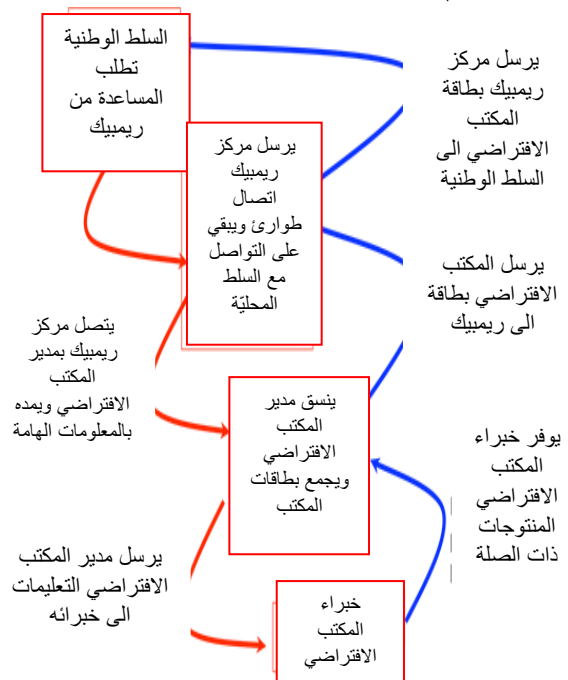 السلط الوطنية
تطلب
المساعدة من
ريمبيك
يرسل مركز
ريمبيك بطاقة
المكتب
الافتراضي الى
السلط الوطنية
يرسل مركز
ريمبيك
اتصال
طوارئ ويبقي
على التواصل
مع السلط
المحليّة
يرسل المكتب
الافتراضي بطاقة
الى ريمبيك
يتصل مركز
ريمبيك بمدير
المكتب
الافتراضي ويمده
بالمعلومات الهامة
ينسق مدير
المكتب
الافتراضي
ويجمع بطاقات
المكتب
يوفر خبراء
المكتب
الافتراضي
المنتوجات
ذات الصلة
يرسل مدير المكتب
الافتراضي التعليمات
الى خبرائه
خبراء
المكتب
الافتراضي